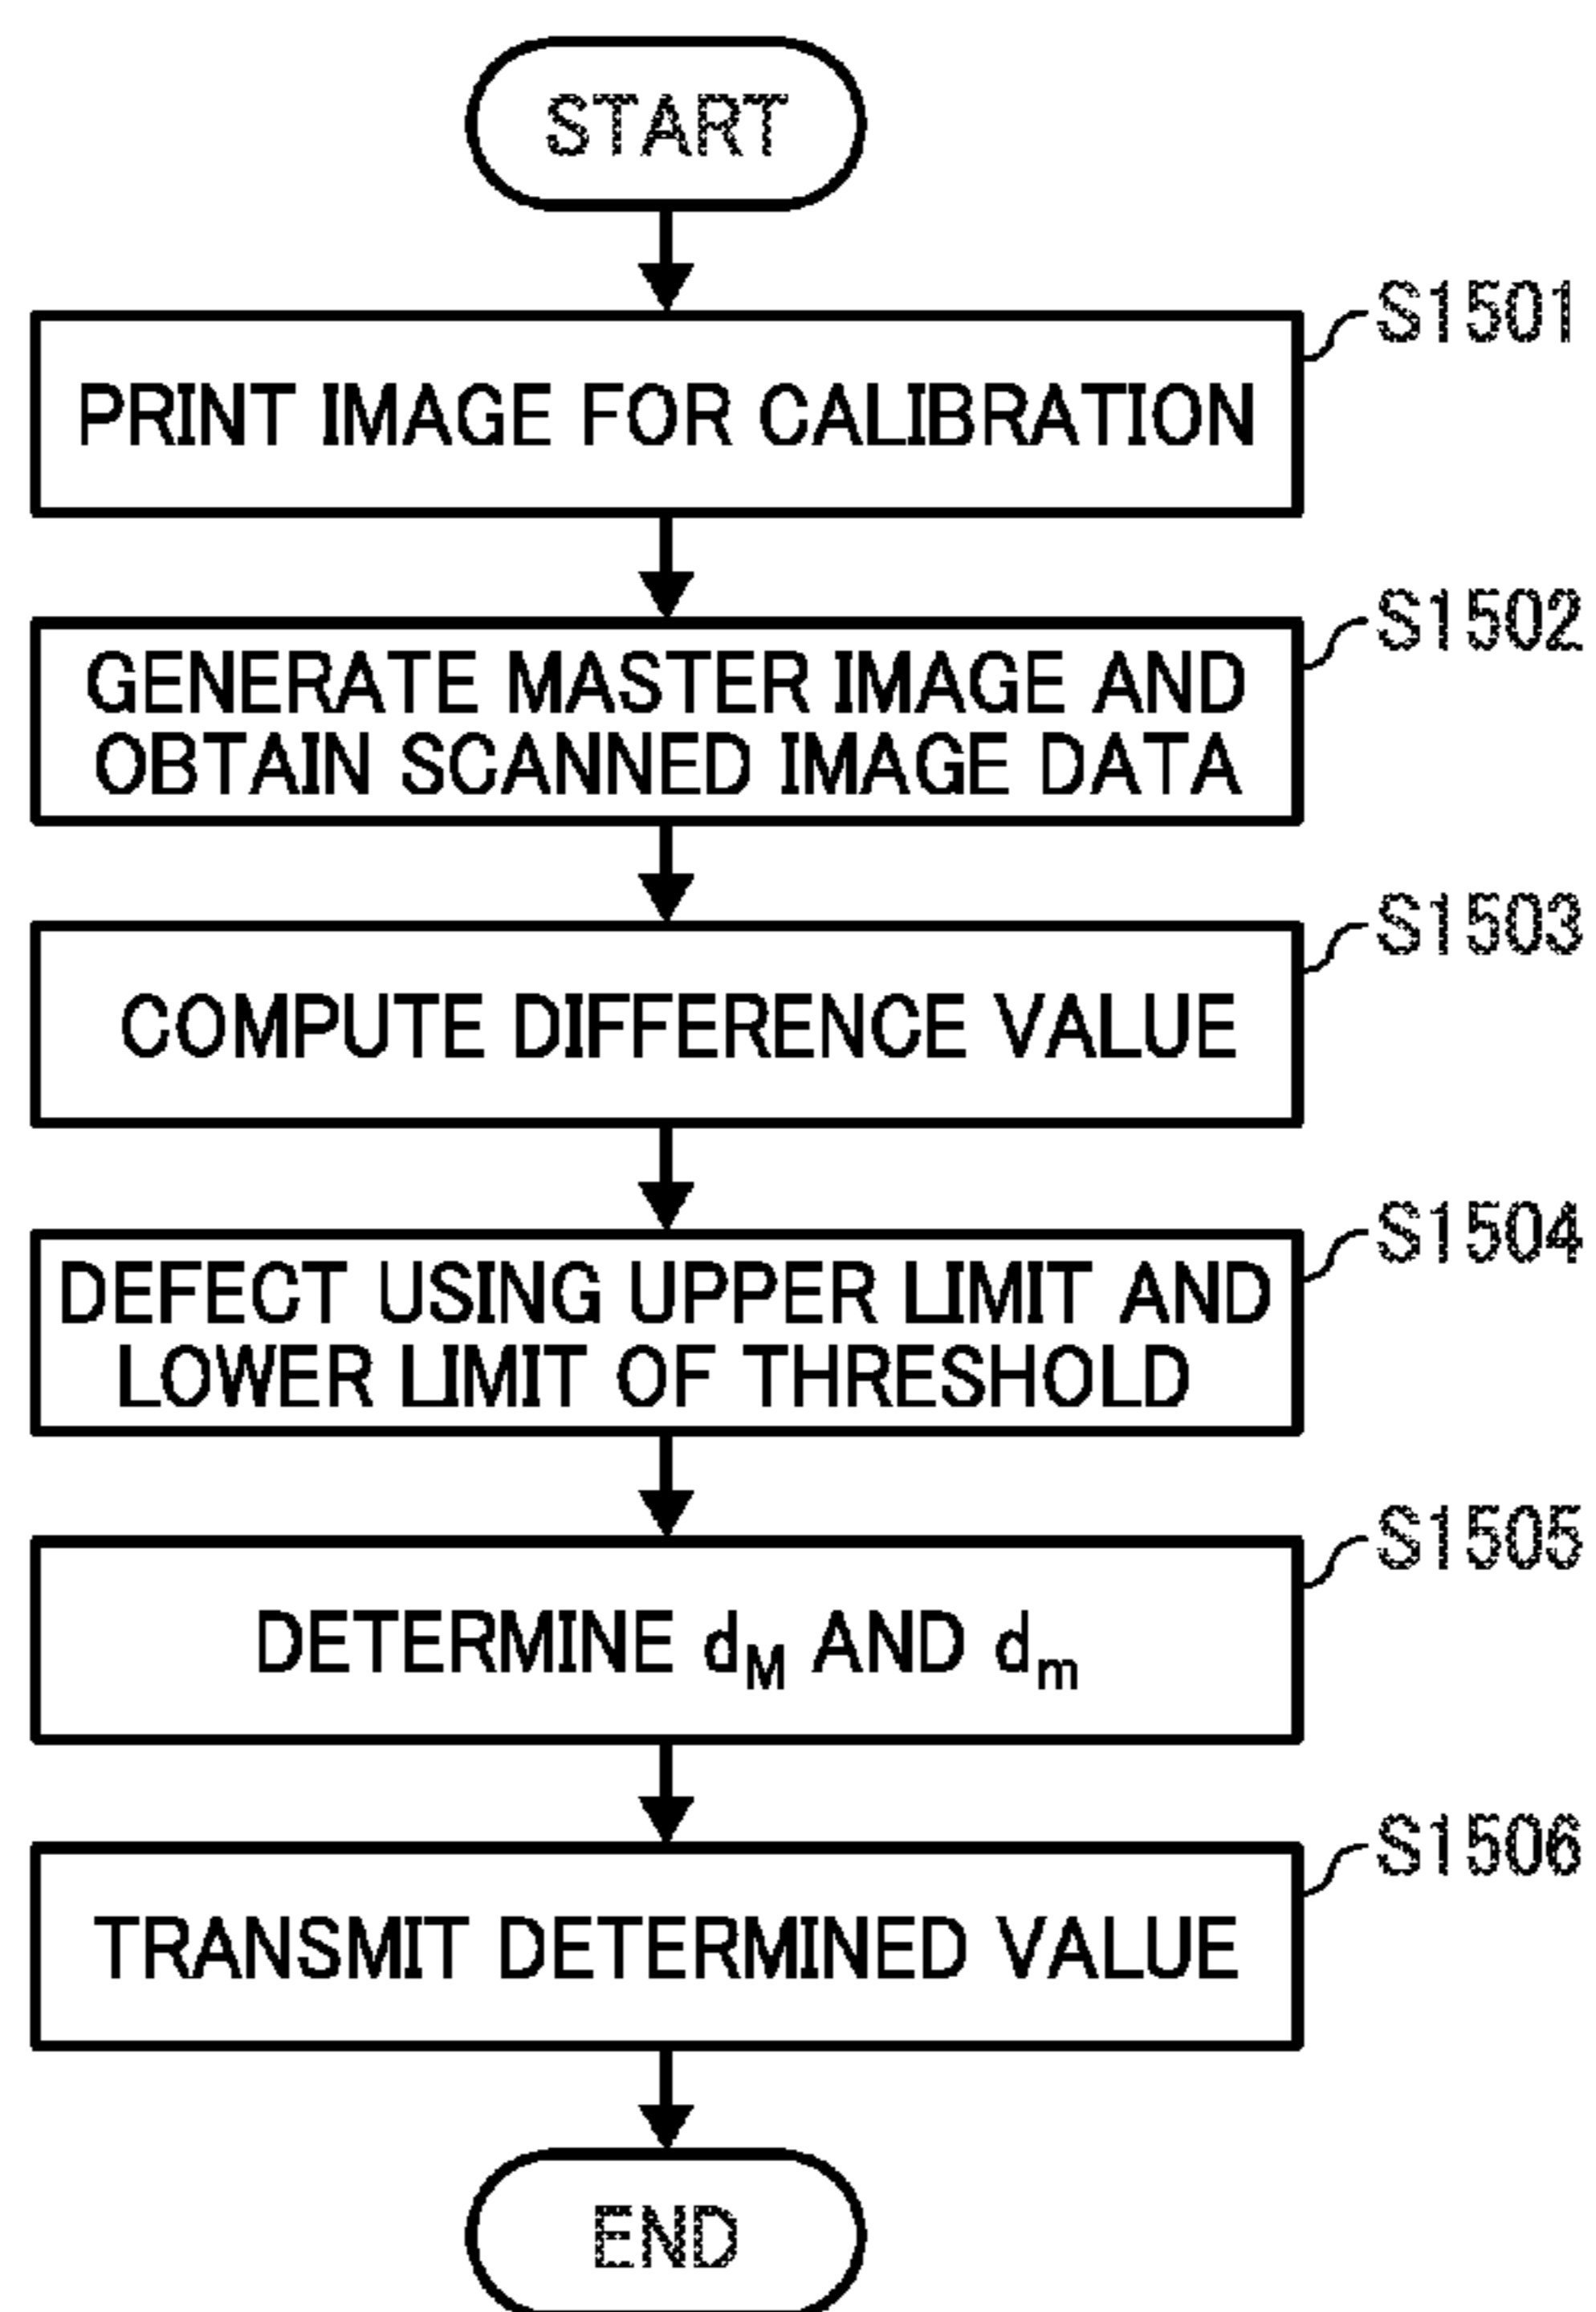 START
S1501
PRINT IMAGE FOR CALIBRATION
S1502
GENERATE MASTER IMAGE AND
OBTAIN SCANNED IMAGE DATA
S1503
COMPUTE DIFFERENCE VALUE
S1504
DEFECT USING UPPER LIMIT AND
LOWER LIMIT OF THRESHOLD
S1505
DETERMINE dM AND dm
S1506
TRANSMIT DETERMINED VALUE
END